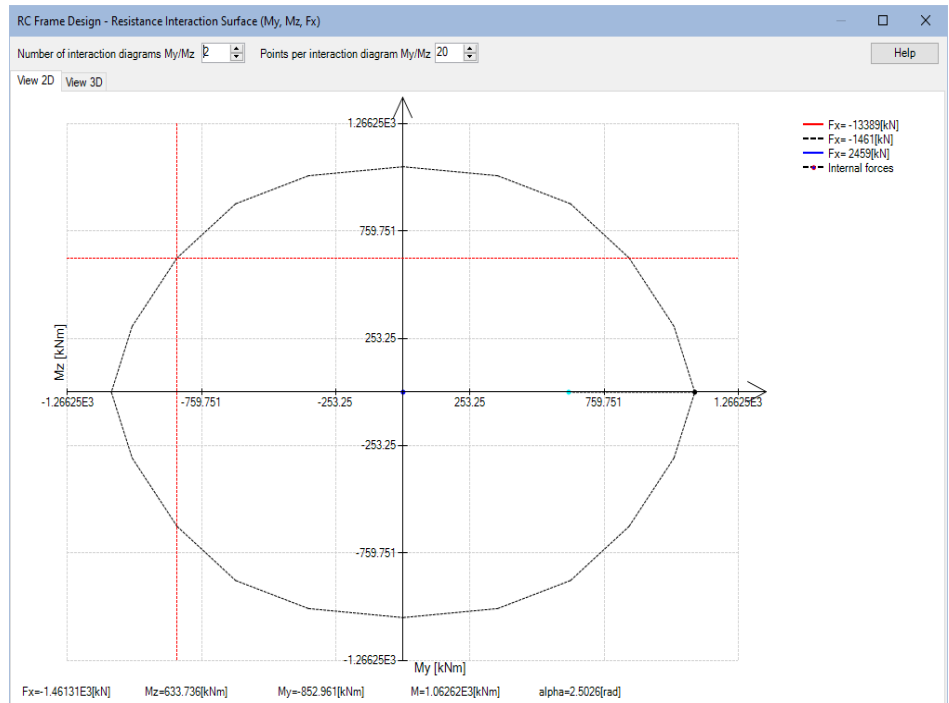 RC Frame Design - Resistance Interaction Surface (My, Mz, Fx)
Number of interaction diagrams My/Mz 2 Points per interaction diagram My/Mz 20 Help
View 2D View 3D
1.26625E3
Fx= -13389[kN]
Fx= -1461[kN]
Fx= 2459[kN]
Internal forces
759.751
253.25
Mz [kNm]
-1.26625E3 -759.751 -253.25 253.25 759.751 1.26625E3
-253.25
-759.751
-1.26625E3
My [kNm]
Fx=-1.46131E3[kN] Mz=633.736[kNm] My=-852.961[kNm] M=1.06262E3[kNm] alpha=2.5026[rad]